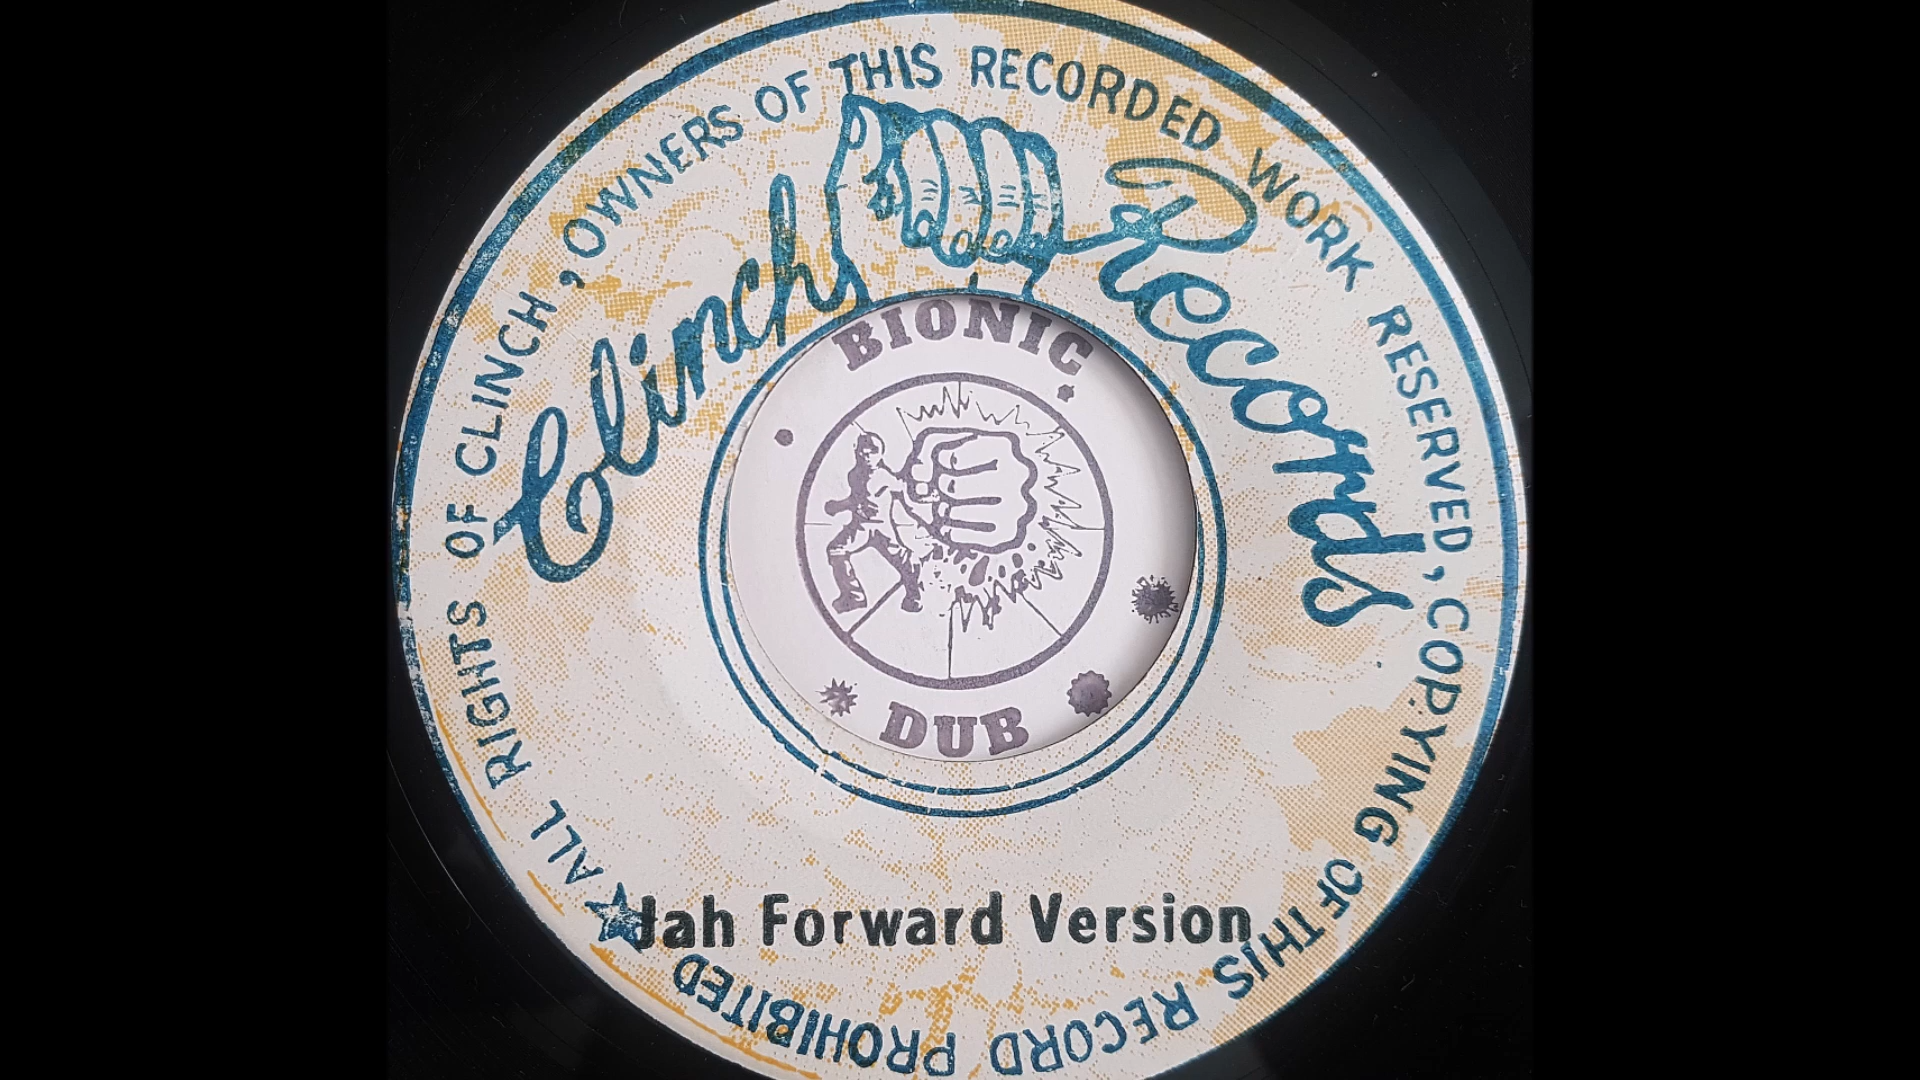 ★ ALL RIGHTS OF CLINCH, OWNERS OF THIS RECORDED WORK RESERVED, COPYING OF THIS RECORD PROHIBITED
Clinch Records
BIONIC
DUB
Jah Forward Version